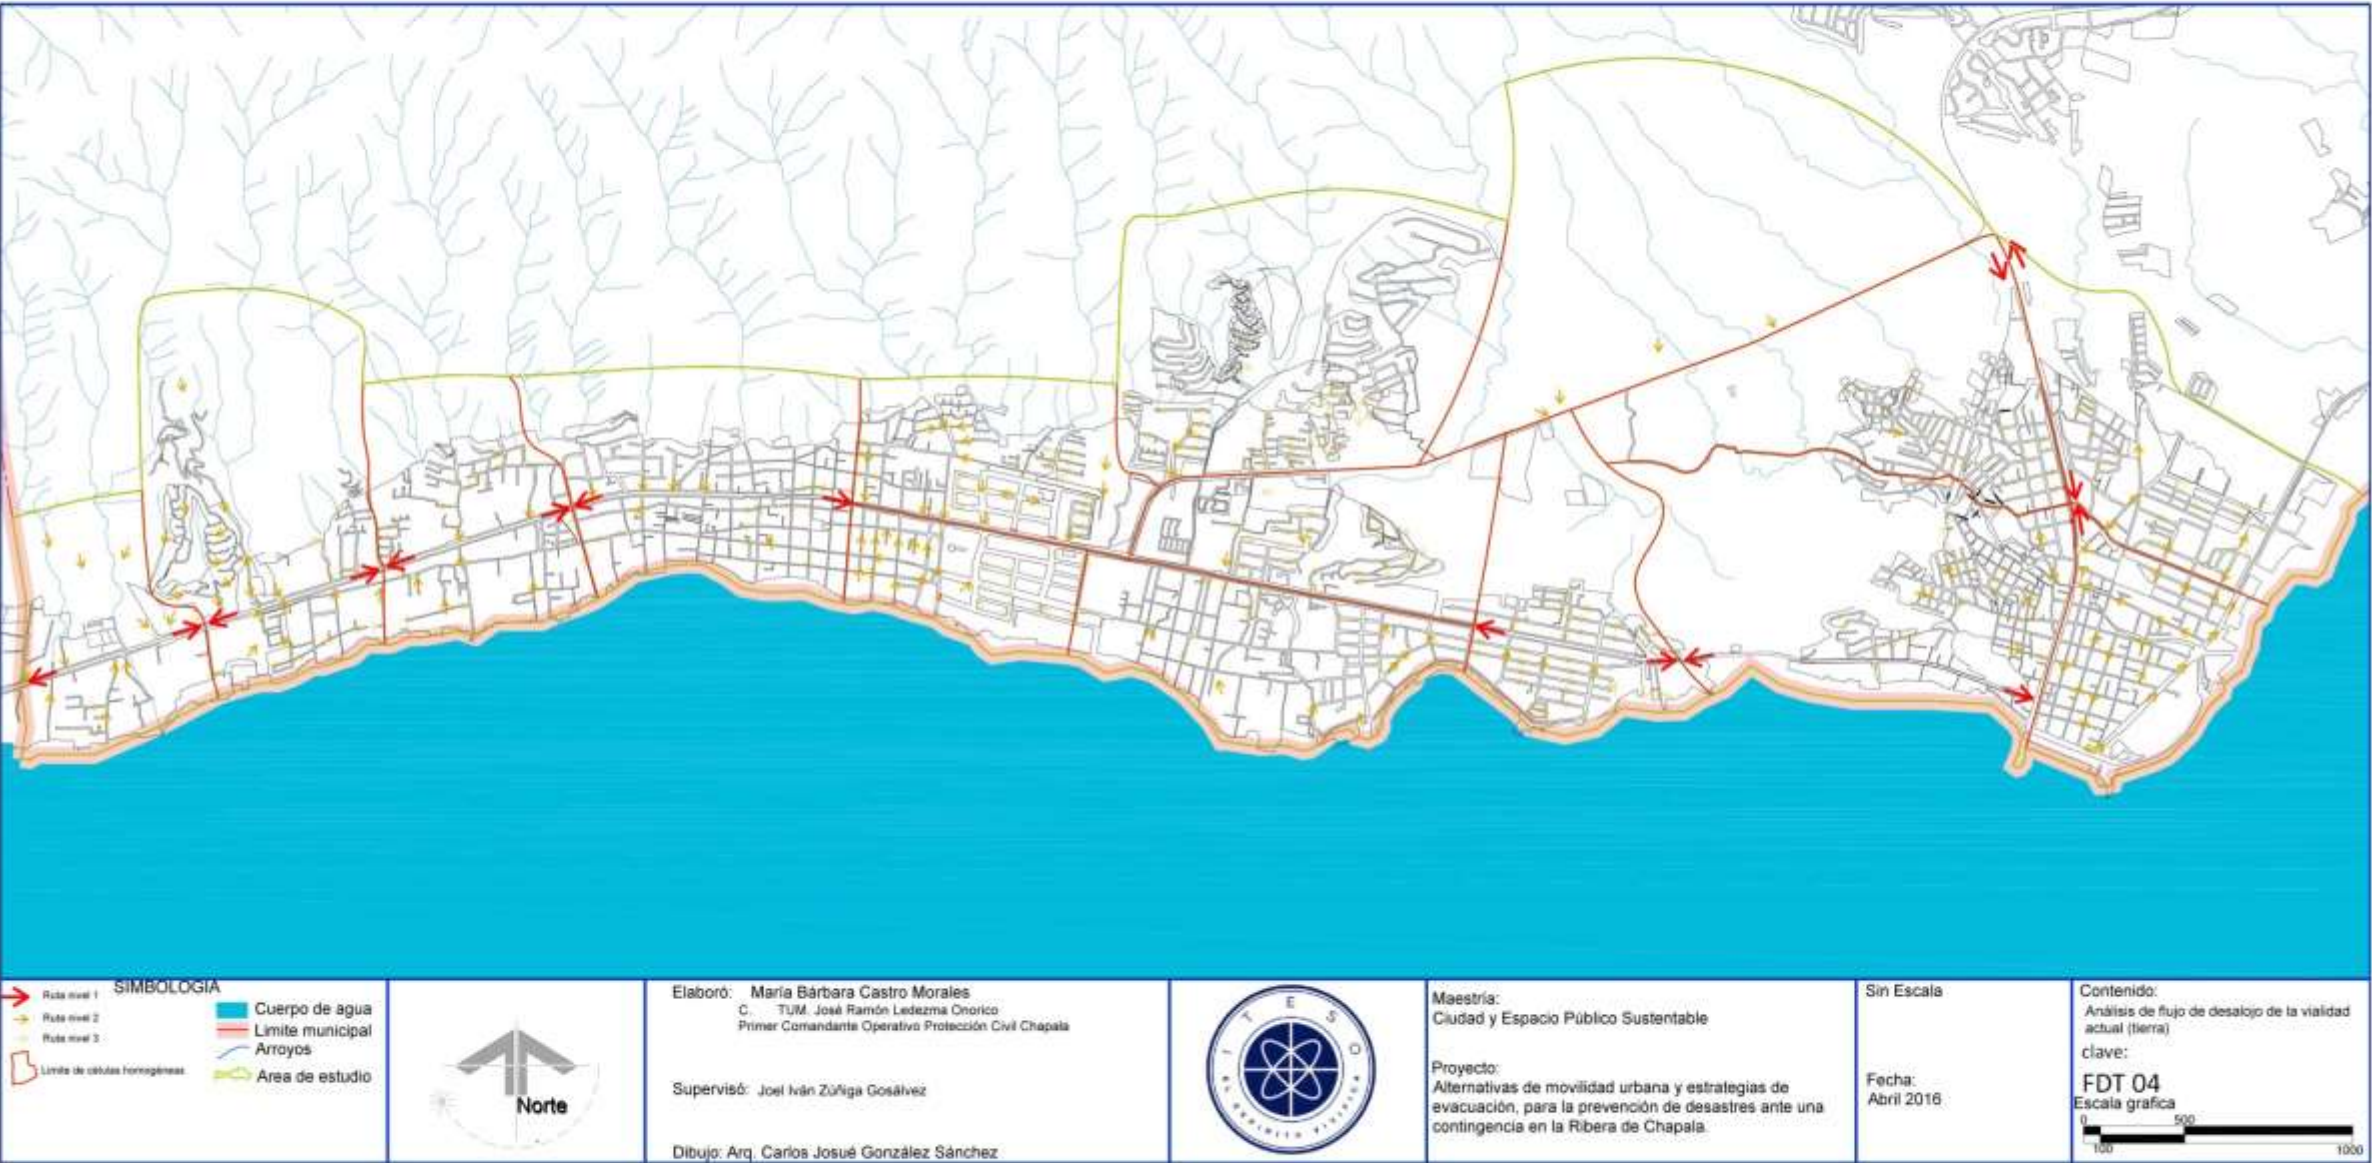 SIMBOLOGIA
Ruta nivel 1
Ruta nivel 2
Ruta nivel 3
Limite de células homogéneas
Cuerpo de agua
Limite municipal
Arroyos
Area de estudio
Norte
Elaboró: María Bárbara Castro Morales
C. TUM. José Ramón Ledezma Onorico
Primer Comandante Operativo Protección Civil Chapala
Supervisó: Joel Iván Zúñiga Gosálvez
Dibujo: Arq. Carlos Josué González Sánchez
ITESO
Maestría:
Ciudad y Espacio Público Sustentable
Proyecto:
Alternativas de movilidad urbana y estrategias de
evacuación, para la prevención de desastres ante una
contingencia en la Ribera de Chapala.
Sin Escala
Fecha:
Abril 2016
Contenido:
Análisis de flujo de desalojo de la vialidad
actual (tierra)
clave:
FDT 04
Escala grafica
0 500
100 1000